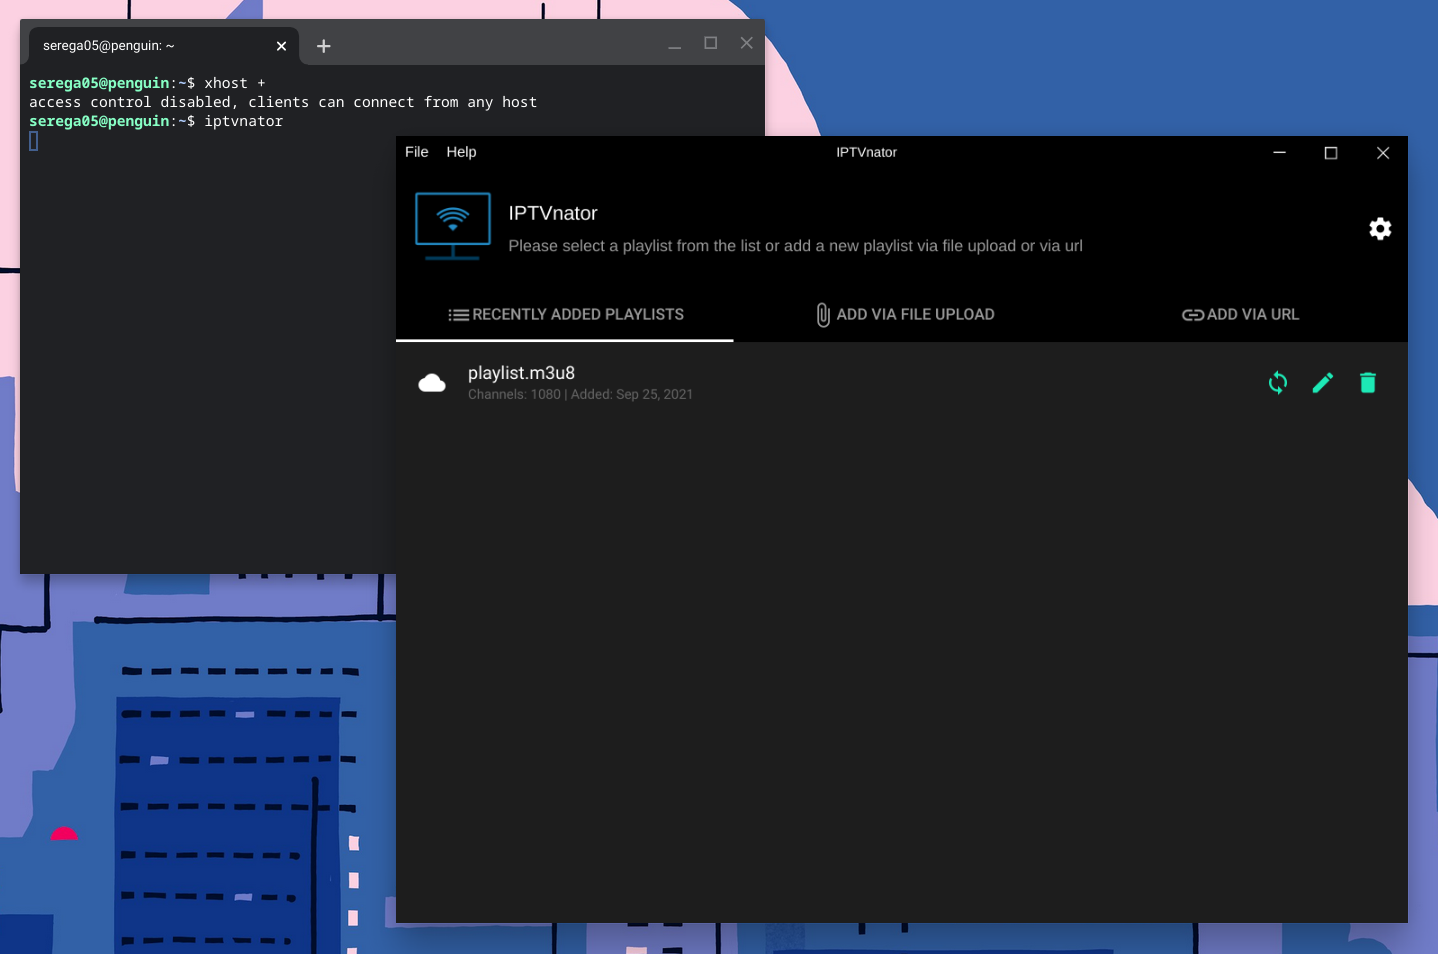 serega05@penguin: ~
serega05@penguin:~$ xhost +
access control disabled, clients can connect from any host
serega05@penguin:~$ iptvnator
File Help IPTVnator
IPTVnator
Please select a playlist from the list or add a new playlist via file upload or via url
RECENTLY ADDED PLAYLISTS ADD VIA FILE UPLOAD ADD VIA URL
playlist.m3u8
Channels: 1080 | Added: Sep 25, 2021